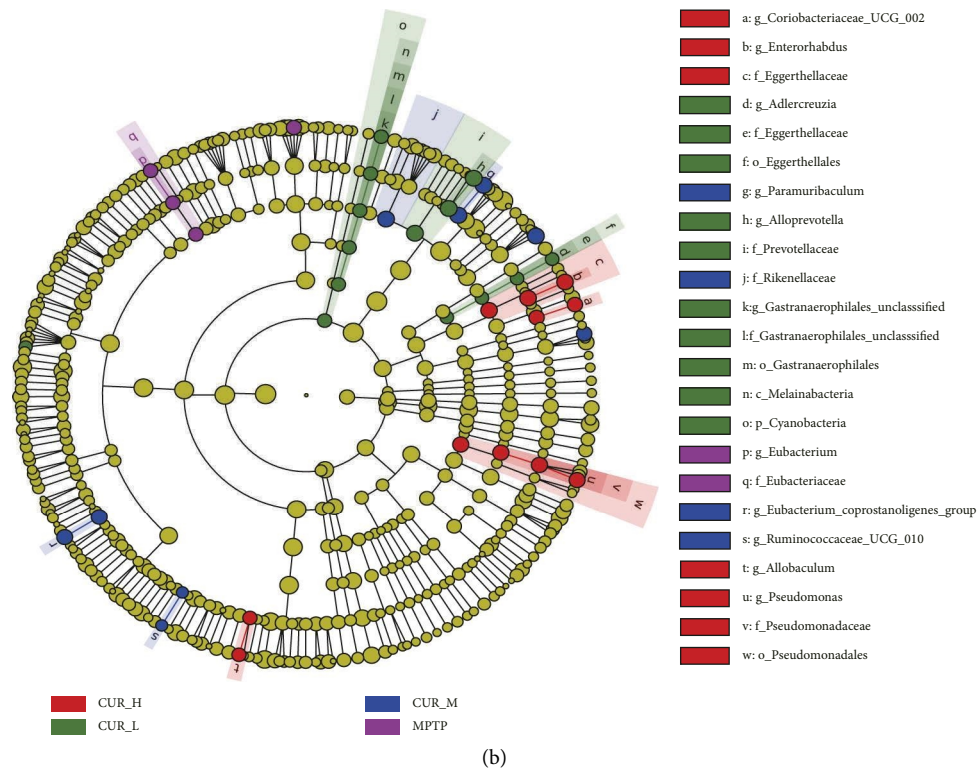 o
n
m
l
k
j
i
h
g
q
p
f
e
d
c
b
a
u
v
w
r
s
t
a: g_Coriobacteriaceae_UCG_002
b: g_Enterorhabdus
c: f_Eggerthellaceae
d: g_Adlercreuzia
e: f_Eggerthellaceae
f: o_Eggerthellales
g: g_Paramuribaculum
h: g_Alloprevotella
i: f_Prevotellaceae
j: f_Rikenellaceae
k:g_Gastranaerophilales_unclasssified
l:f_Gastranaerophilales_unclasssified
m: o_Gastranaerophilales
n: c_Melainabacteria
o: p_Cyanobacteria
p: g_Eubacterium
q: f_Eubacteriaceae
r: g_Eubacterium_coprostanoligenes_group
s: g_Ruminococcaceae_UCG_010
t: g_Allobaculum
u: g_Pseudomonas
v: f_Pseudomonadaceae
w: o_Pseudomonadales
CUR_H CUR_M
CUR_L MPTP
(b)